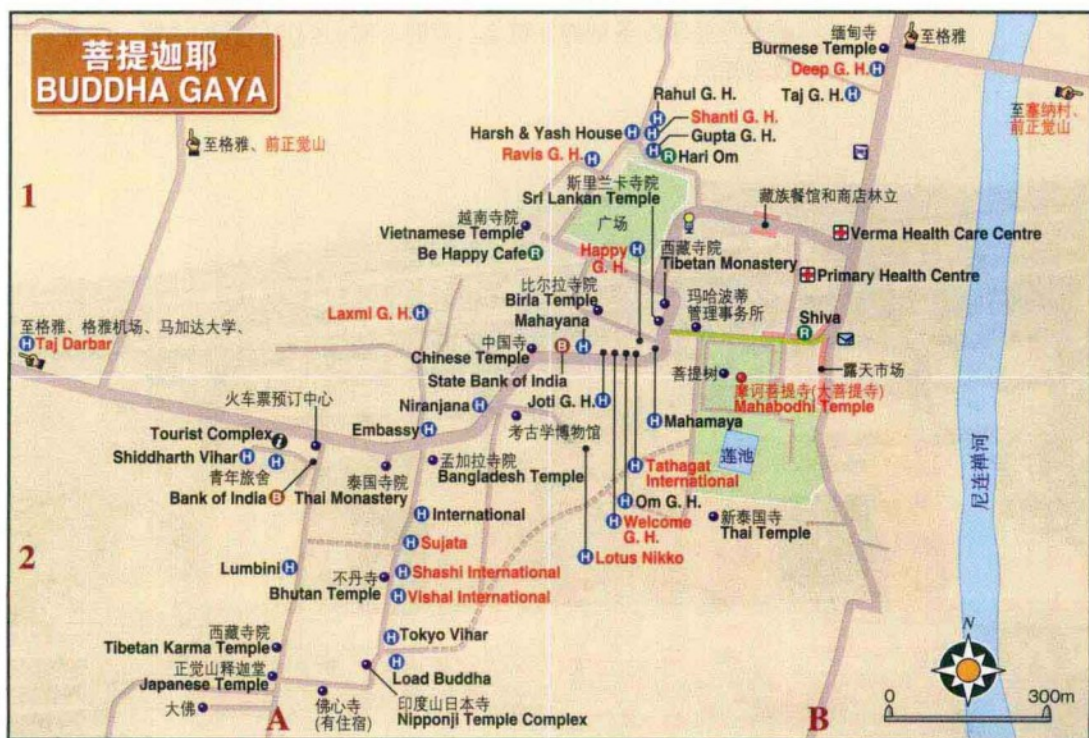 菩提迦耶
BUDDHA GAYA
缅甸寺
Burmese Temple
至格雅
Deep G. H.
Taj G. H.
至塞纳村、
前正觉山
至格雅、前正觉山
Rahul G. H.
Shanti G. H.
Harsh & Yash House
Gupta G. H.
Ravis G. H.
R Hari Om
1
斯里兰卡寺院
Sri Lankan Temple
藏族餐馆和商店林立
广场
越南寺院
Vietnamese Temple
Be Happy Cafe R
Happy
G. H.
西藏寺院
Tibetan Monastery
Verma Health Care Centre
Primary Health Centre
比尔拉寺院
Birla Temple
玛哈波蒂
管理事务所
Laxmi G. H.
Mahayana
Shiva
R
至格雅、格雅机场、马加达大学、
H Taj Darbar
中国寺
Chinese Temple
B H
State Bank of India
菩提树
露天市场
摩诃菩提寺(大菩提寺)
Mahabodhi Temple
火车票预订中心
Niranjana H
Joti G. H. H
考古学博物馆
H Mahamaya
Tourist Complex
Embassy H
Shiddharth Vihar H
青年旅舍
H
孟加拉寺院
Bangladesh Temple
莲池
尼连禅河
Bank of India B
泰国寺院
Thai Monastery
H Tathagat
International
H Om G. H.
H International
H Welcome
G. H.
新泰国寺
Thai Temple
2
H Sujata
H Lotus Nikko
Lumbini H
不丹寺
Bhutan Temple
H Shashi International
H Vishal International
西藏寺院
Tibetan Karma Temple
H Tokyo Vihar
正觉山释迦堂
Japanese Temple
H Load Buddha
N
大佛
A
佛心寺
(有住宿)
印度山日本寺
Nipponji Temple Complex
B
0 300m